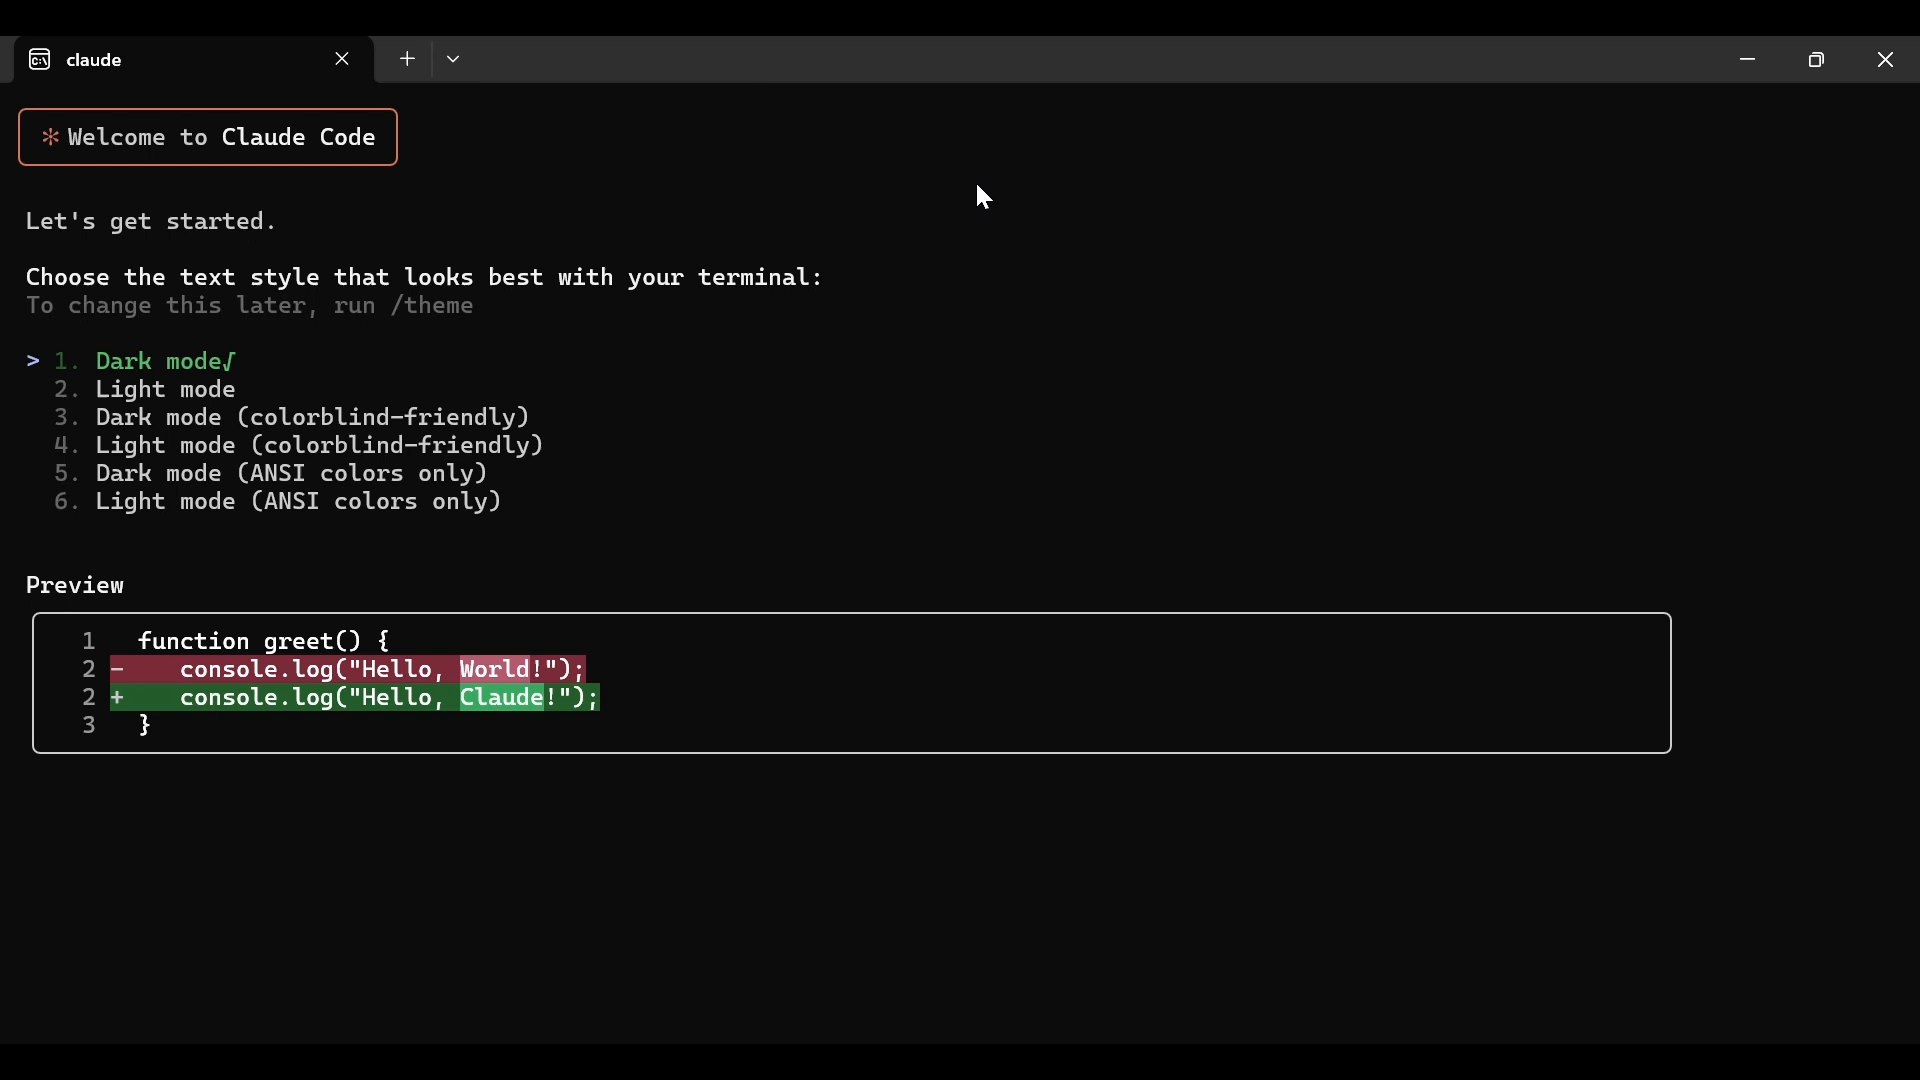 claude
* Welcome to Claude Code
Let's get started.
Choose the text style that looks best with your terminal:
To change this later, run /theme
> 1. Dark mode√
2. Light mode
3. Dark mode (colorblind-friendly)
4. Light mode (colorblind-friendly)
5. Dark mode (ANSI colors only)
6. Light mode (ANSI colors only)
Preview
1 function greet() {
2 - console.log("Hello, World!");
2 + console.log("Hello, Claude!");
3 }